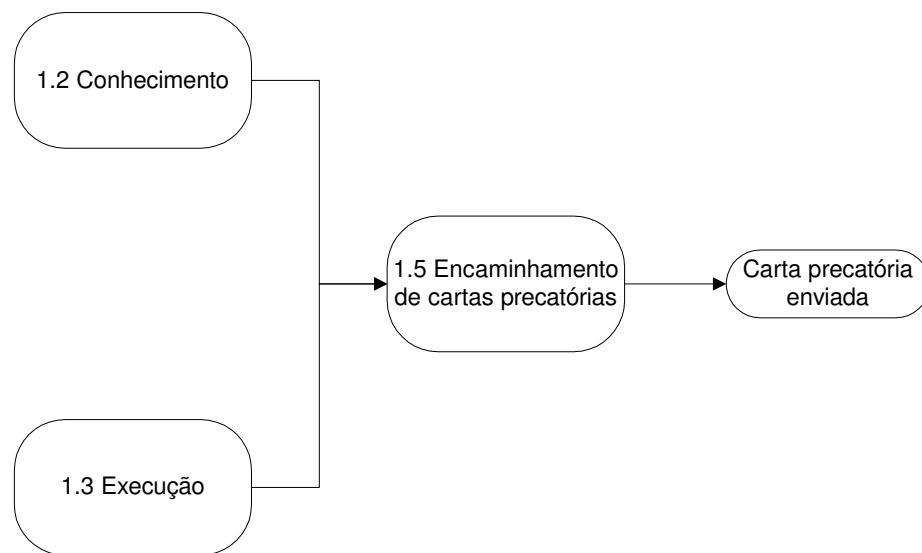 1.2 Conhecimento
1.5 Encaminhamento
de cartas precatórias
Carta precatória
enviada
1.3 Execução